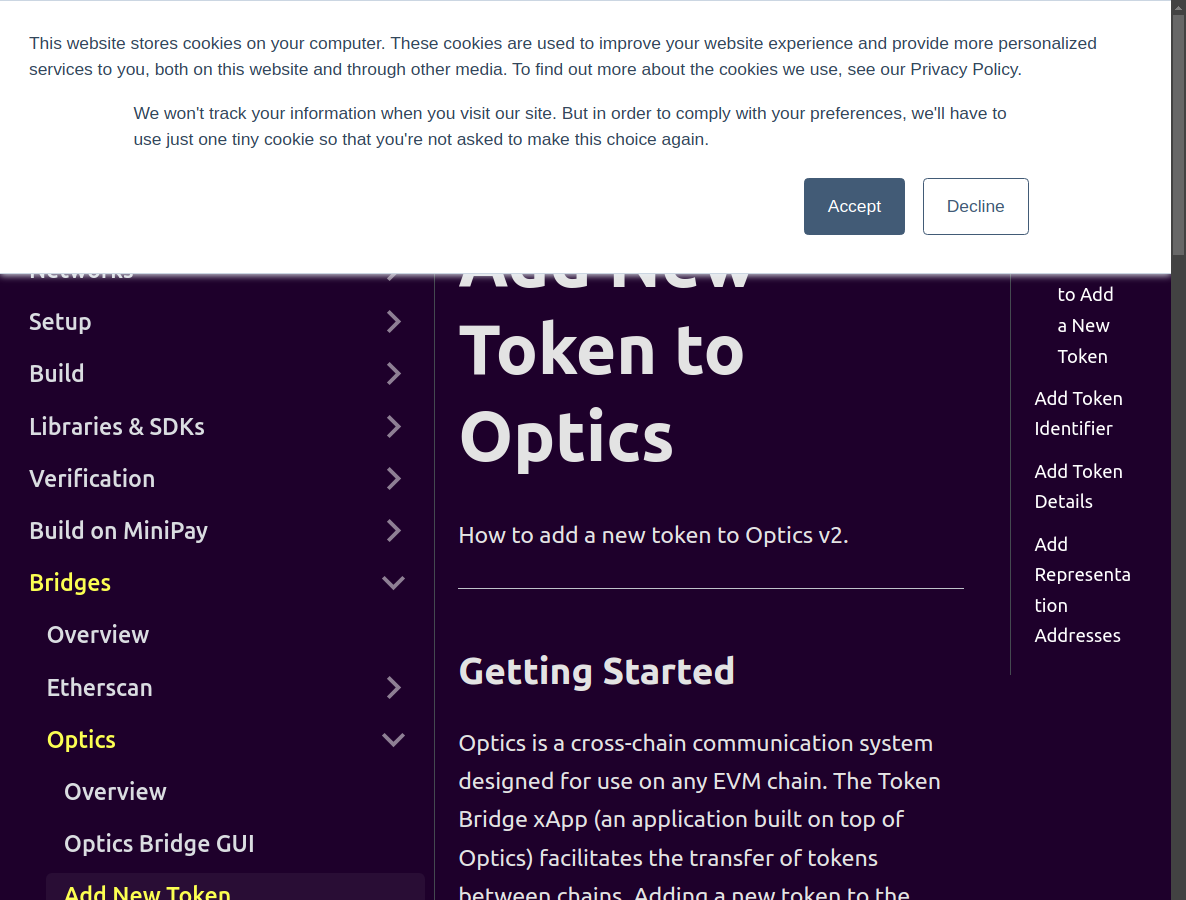 This website stores cookies on your computer. These cookies are used to improve your website experience and provide more personalized
services to you, both on this website and through other media. To find out more about the cookies we use, see our Privacy Policy.
We won't track your information when you visit our site. But in order to comply with your preferences, we'll have to
use just one tiny cookie so that you're not asked to make this choice again.
Accept
Decline
Networks
Setup
Build
Libraries & SDKs
Verification
Build on MiniPay
Bridges
Overview
Etherscan
Optics
Overview
Optics Bridge GUI
Add New Token
Add New
Token to
Optics
How to add a new token to Optics v2.
Getting Started
Optics is a cross-chain communication system
designed for use on any EVM chain. The Token
Bridge xApp (an application built on top of
Optics) facilitates the transfer of tokens
between chains. Adding a new token to the
to Add
a New
Token
Add Token
Identifier
Add Token
Details
Add
Representa
tion
Addresses